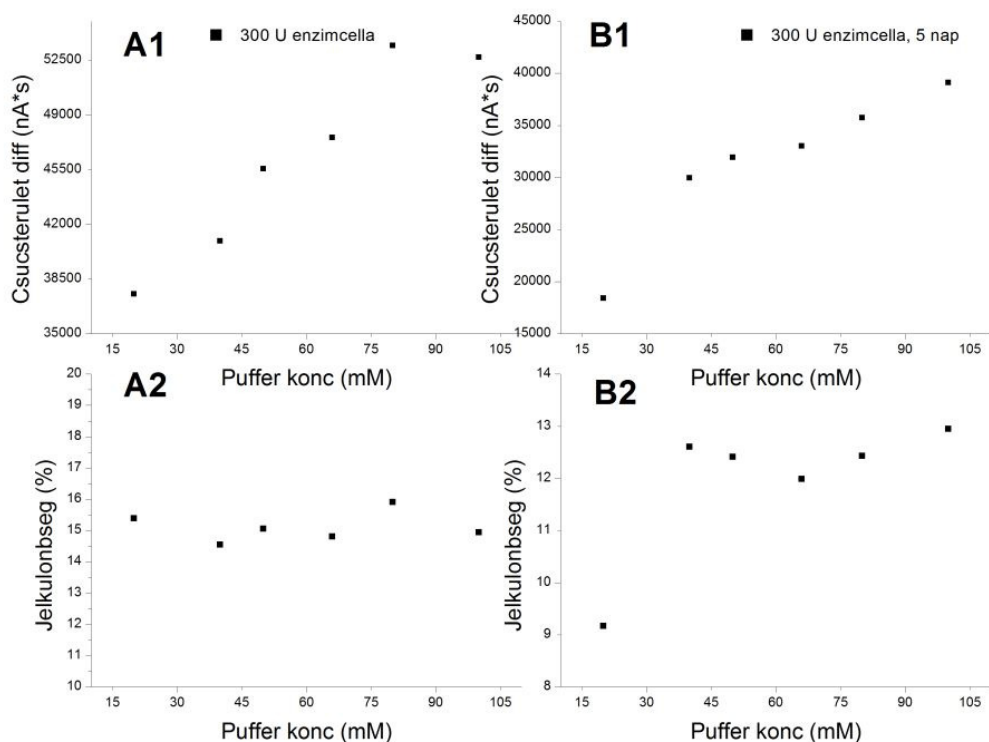 A1
300 U enzimcella
Csucsterulet diff (nA*s)
52500
49000
45500
42000
38500
35000
15 30 45 60 75 90 105
Puffer konc (mM)
B1
300 U enzimcella, 5 nap
Csucsterulet diff (nA*s)
45000
40000
35000
30000
25000
20000
15000
15 30 45 60 75 90 105
Puffer konc (mM)
A2
Jelkulonbseg (%)
20
19
18
17
16
15
14
13
12
11
10
15 30 45 60 75 90 105
Puffer konc (mM)
B2
Jelkulonbseg (%)
14
13
12
11
10
9
8
15 30 45 60 75 90 105
Puffer konc (mM)